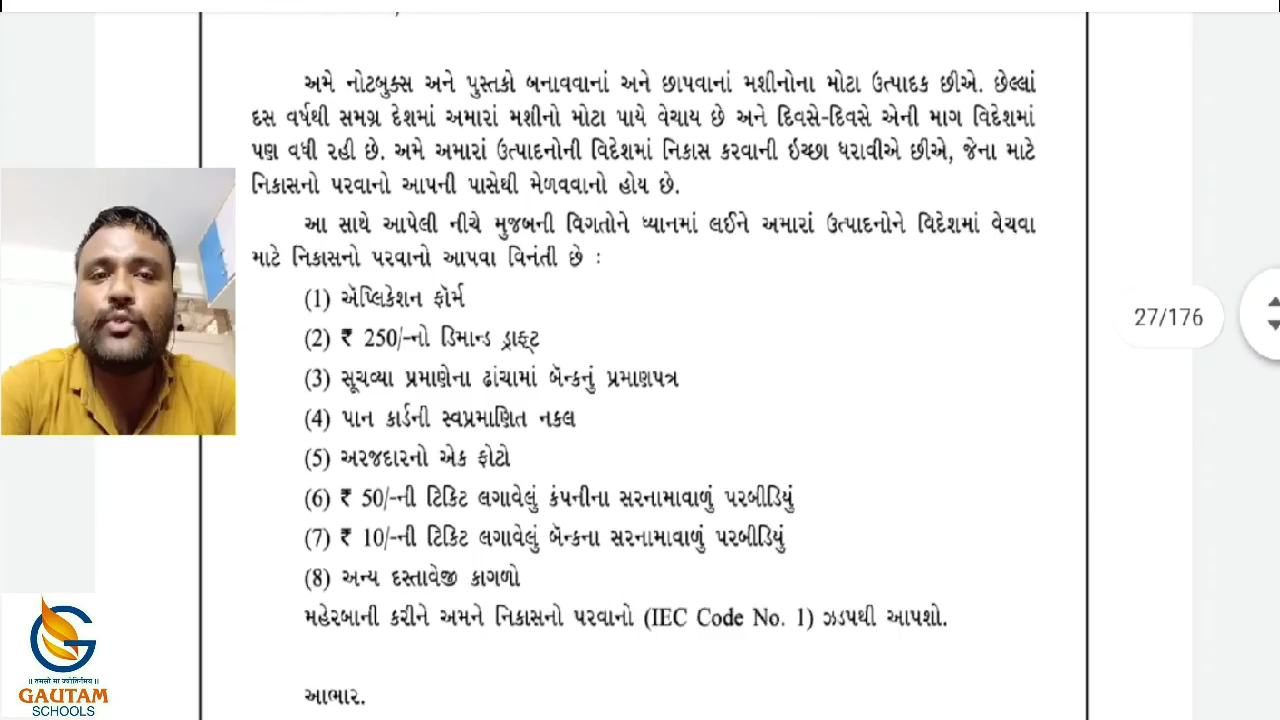 અમે નોટબુક્સ અને પુસ્તકો બનાવવાનાં અને છાપવાનાં મશીનોના મોટા ઉત્પાદક છીએ. છેલ્લાં
દસ વર્ષથી સમગ્ર દેશમાં અમારાં મશીનો મોટા પાયે વેચાય છે અને દિવસે-દિવસે એની માગ વિદેશમાં
પણ વધી રહી છે. અમે અમારાં ઉત્પાદનોની વિદેશમાં નિકાસ કરવાની ઇચ્છા ધરાવીએ છીએ, જેના માટે
નિકાસનો પરવાનો આપની પાસેથી મેળવવાનો હોય છે.
આ સાથે આપેલી નીચે મુજબની વિગતોને ધ્યાનમાં લઈને અમારાં ઉત્પાદનોને વિદેશમાં વેચવા
માટે નિકાસનો પરવાનો આપવા વિનંતી છે :
(1) ઍપ્લિકેશન ફૉર્મ
(2) ₹ 250/-નો ડિમાન્ડ ડ્રાફ્ટ
(3) સૂચવ્યા પ્રમાણેના ઢાંચામાં બૅન્કનું પ્રમાણપત્ર
(4) પાન કાર્ડની સ્વપ્રમાણિત નકલ
(5) અરજદારનો એક ફોટો
(6) ₹ 50/-ની ટિકિટ લગાવેલું કંપનીના સરનામાવાળું પરબીડિયું
(7) ₹ 10/-ની ટિકિટ લગાવેલું બૅન્કના સરનામાવાળું પરબીડિયું
(8) અન્ય દસ્તાવેજી કાગળો
મહેરબાની કરીને અમને નિકાસનો પરવાનો (IEC Code No. 1) ઝડપથી આપશો.
આભાર.
27/176
॥ तमसो मा ज्योतिर्गमय ॥
GAUTAM
SCHOOLS